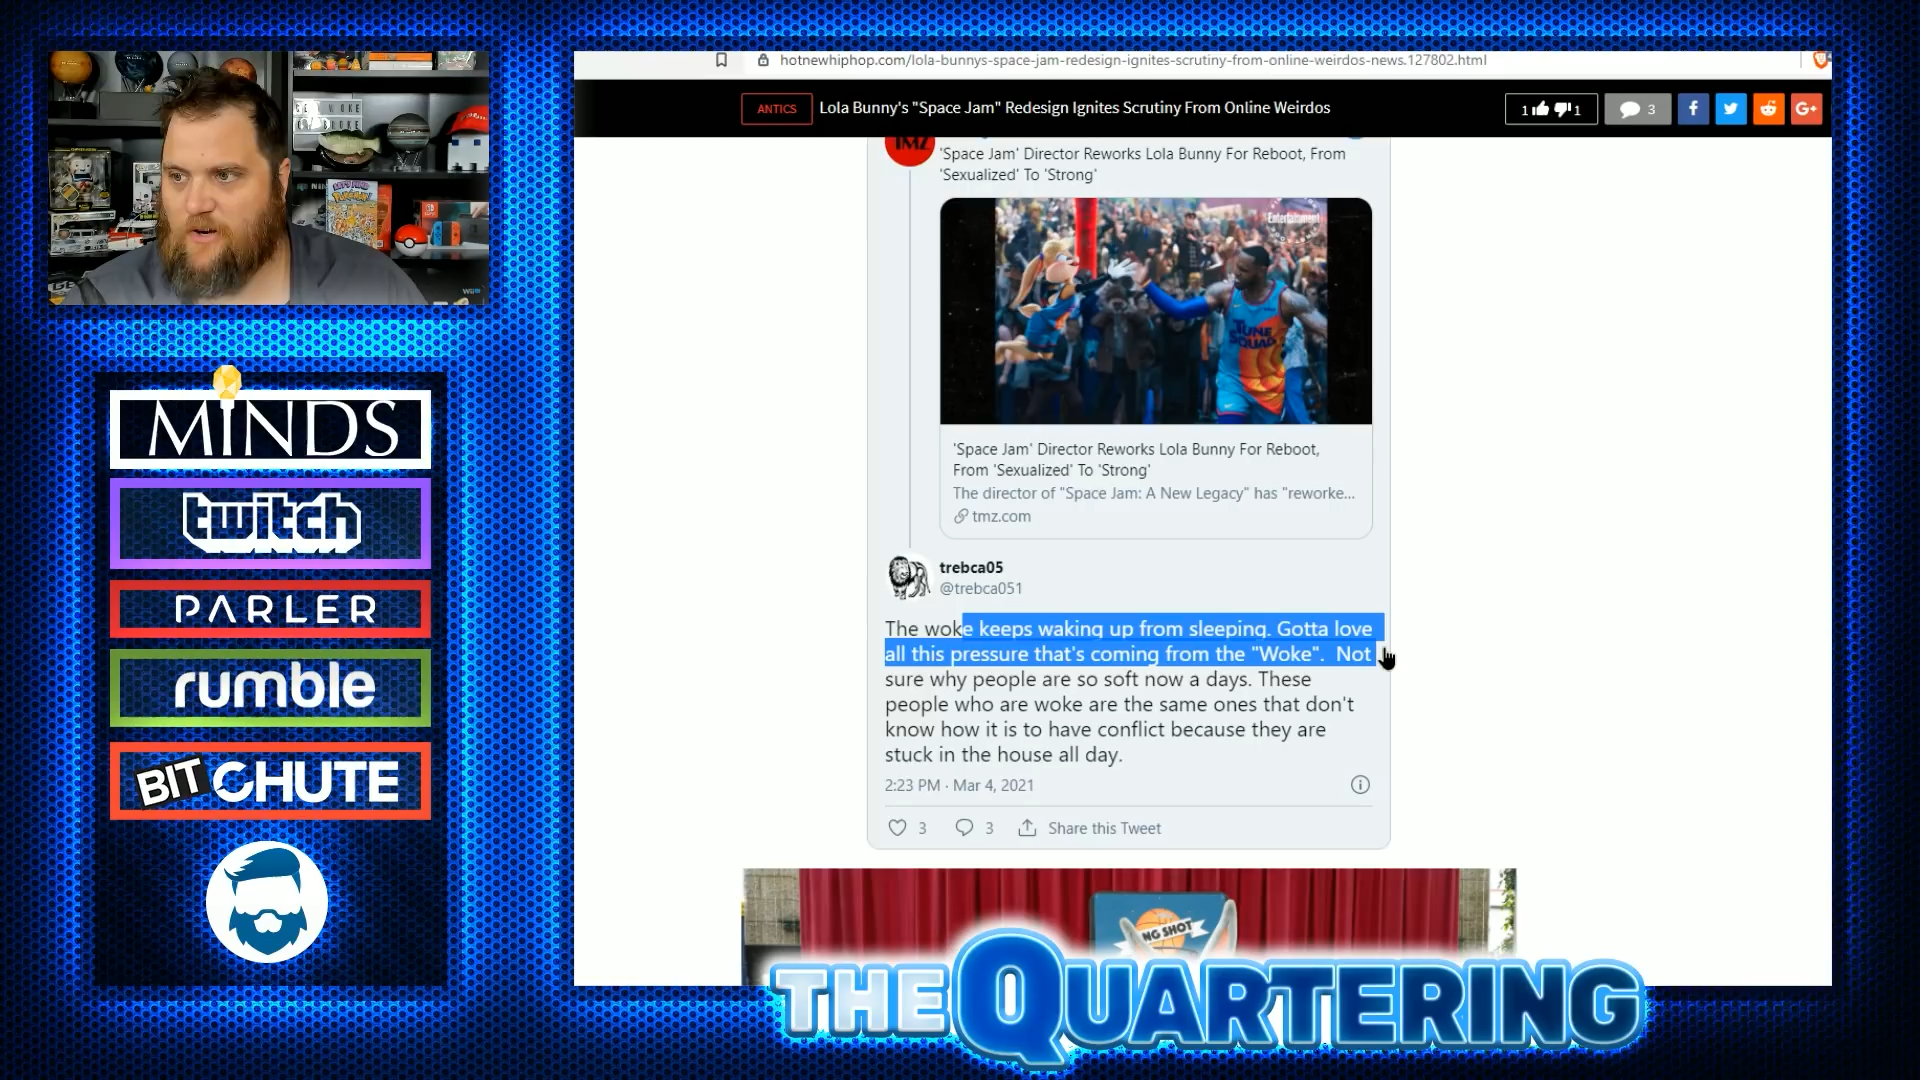 hotnewhiphop.com/lola-bunnys-space-jam-redesign-ignites-scrutiny-from-online-weirdos-news.127802.html
ANTICS
Lola Bunny's "Space Jam" Redesign Ignites Scrutiny From Online Weirdos
1 1
3
TMZ
'Space Jam' Director Reworks Lola Bunny For Reboot, From
'Sexualized' To 'Strong'
Entertainment
TUNE
SQUAD
'Space Jam' Director Reworks Lola Bunny For Reboot,
From 'Sexualized' To 'Strong'
The director of "Space Jam: A New Legacy" has "reworke...
tmz.com
trebca05
@trebca051
The woke keeps waking up from sleeping. Gotta love
all this pressure that's coming from the "Woke".  Not
sure why people are so soft now a days. These
people who are woke are the same ones that don't
know how it is to have conflict because they are
stuck in the house all day.
2:23 PM · Mar 4, 2021
3 3 Share this Tweet
NG SHOT
MINDS
twitch
PARLER
rumble
BITCHUTE
THE QUARTERING